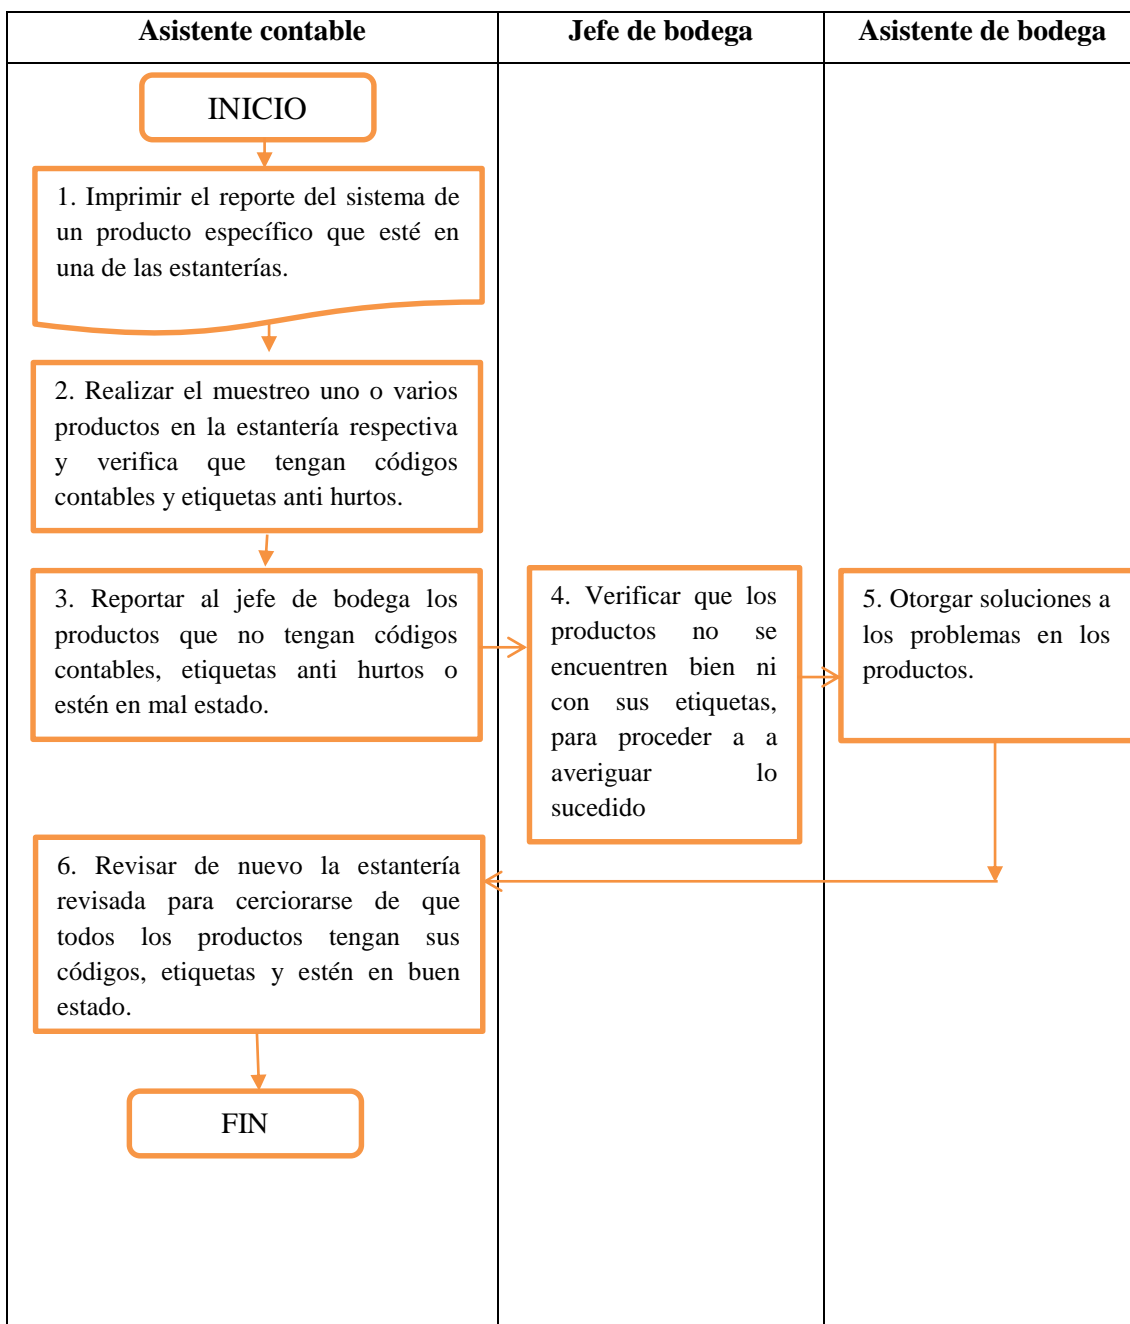 Asistente contable
Jefe de bodega
Asistente de bodega
INICIO
1. Imprimir el reporte del sistema de
un producto específico que esté en
una de las estanterías.
2. Realizar el muestreo uno o varios
productos en la estantería respectiva
y verifica que tengan códigos
contables y etiquetas anti hurtos.
3. Reportar al jefe de bodega los
productos que no tengan códigos
contables, etiquetas anti hurtos o
estén en mal estado.
4. Verificar que los
productos no se
encuentren bien ni
con sus etiquetas,
para proceder a a
averiguar lo
sucedido
5. Otorgar soluciones a
los problemas en los
productos.
6. Revisar de nuevo la estantería
revisada para cerciorarse de que
todos los productos tengan sus
códigos, etiquetas y estén en buen
estado.
FIN